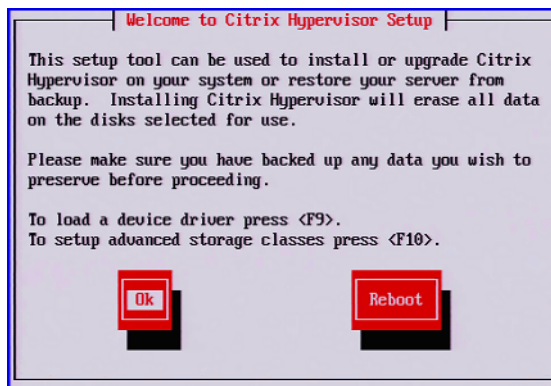 Welcome to Citrix Hypervisor Setup
This setup tool can be used to install or upgrade Citrix
Hypervisor on your system or restore your server from
backup.  Installing Citrix Hypervisor will erase all data
on the disks selected for use.
Please make sure you have backed up any data you wish to
preserve before proceeding.
To load a device driver press <F9>.
To setup advanced storage classes press <F10>.
Ok
Reboot